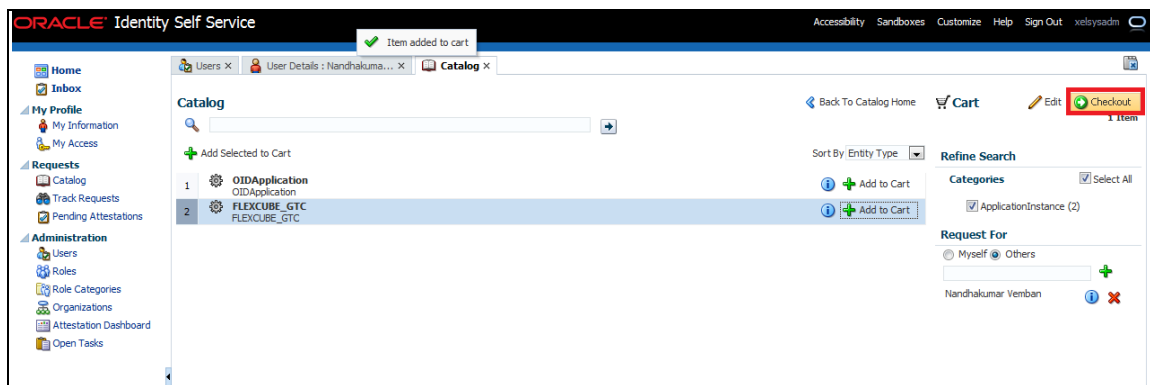 ORACLE Identity Self Service
Accessibility Sandboxes Customize Help Sign Out xelsysadm
Item added to cart
Users × User Details : Nandhakuma... × Catalog ×
Home
Inbox
My Profile
My Information
My Access
Requests
Catalog
Track Requests
Pending Attestations
Administration
Users
Roles
Role Categories
Organizations
Attestation Dashboard
Open Tasks
Catalog
Back To Catalog Home
Add Selected to Cart
Sort By Entity Type
1 OIDApplication
OIDApplication
Add to Cart
2 FLEXCUBE_GTC
FLEXCUBE_GTC
Add to Cart
Cart Edit Checkout
1 Item
Refine Search
Categories Select All
ApplicationInstance (2)
Request For
Myself Others
Nandhakumar Vemban